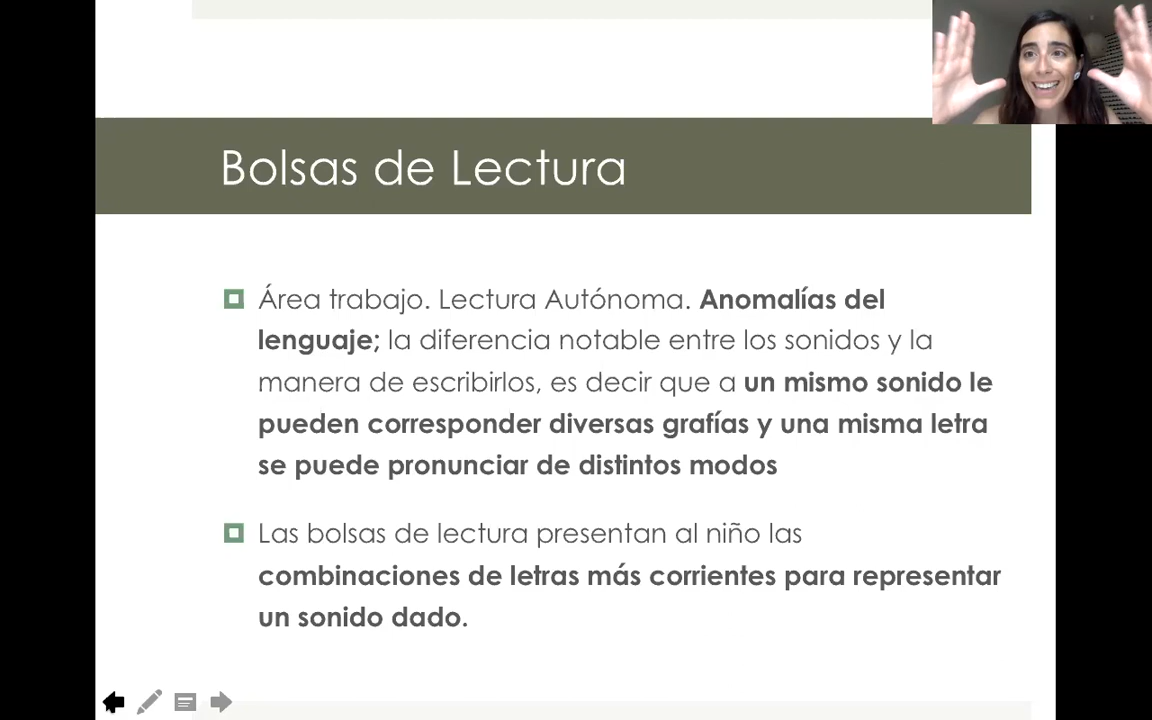 Bolsas de Lectura
Área trabajo. Lectura Autónoma. Anomalías del
lenguaje; la diferencia notable entre los sonidos y la
manera de escribirlos, es decir que a un mismo sonido le
pueden corresponder diversas grafías y una misma letra
se puede pronunciar de distintos modos
Las bolsas de lectura presentan al niño las
combinaciones de letras más corrientes para representar
un sonido dado.